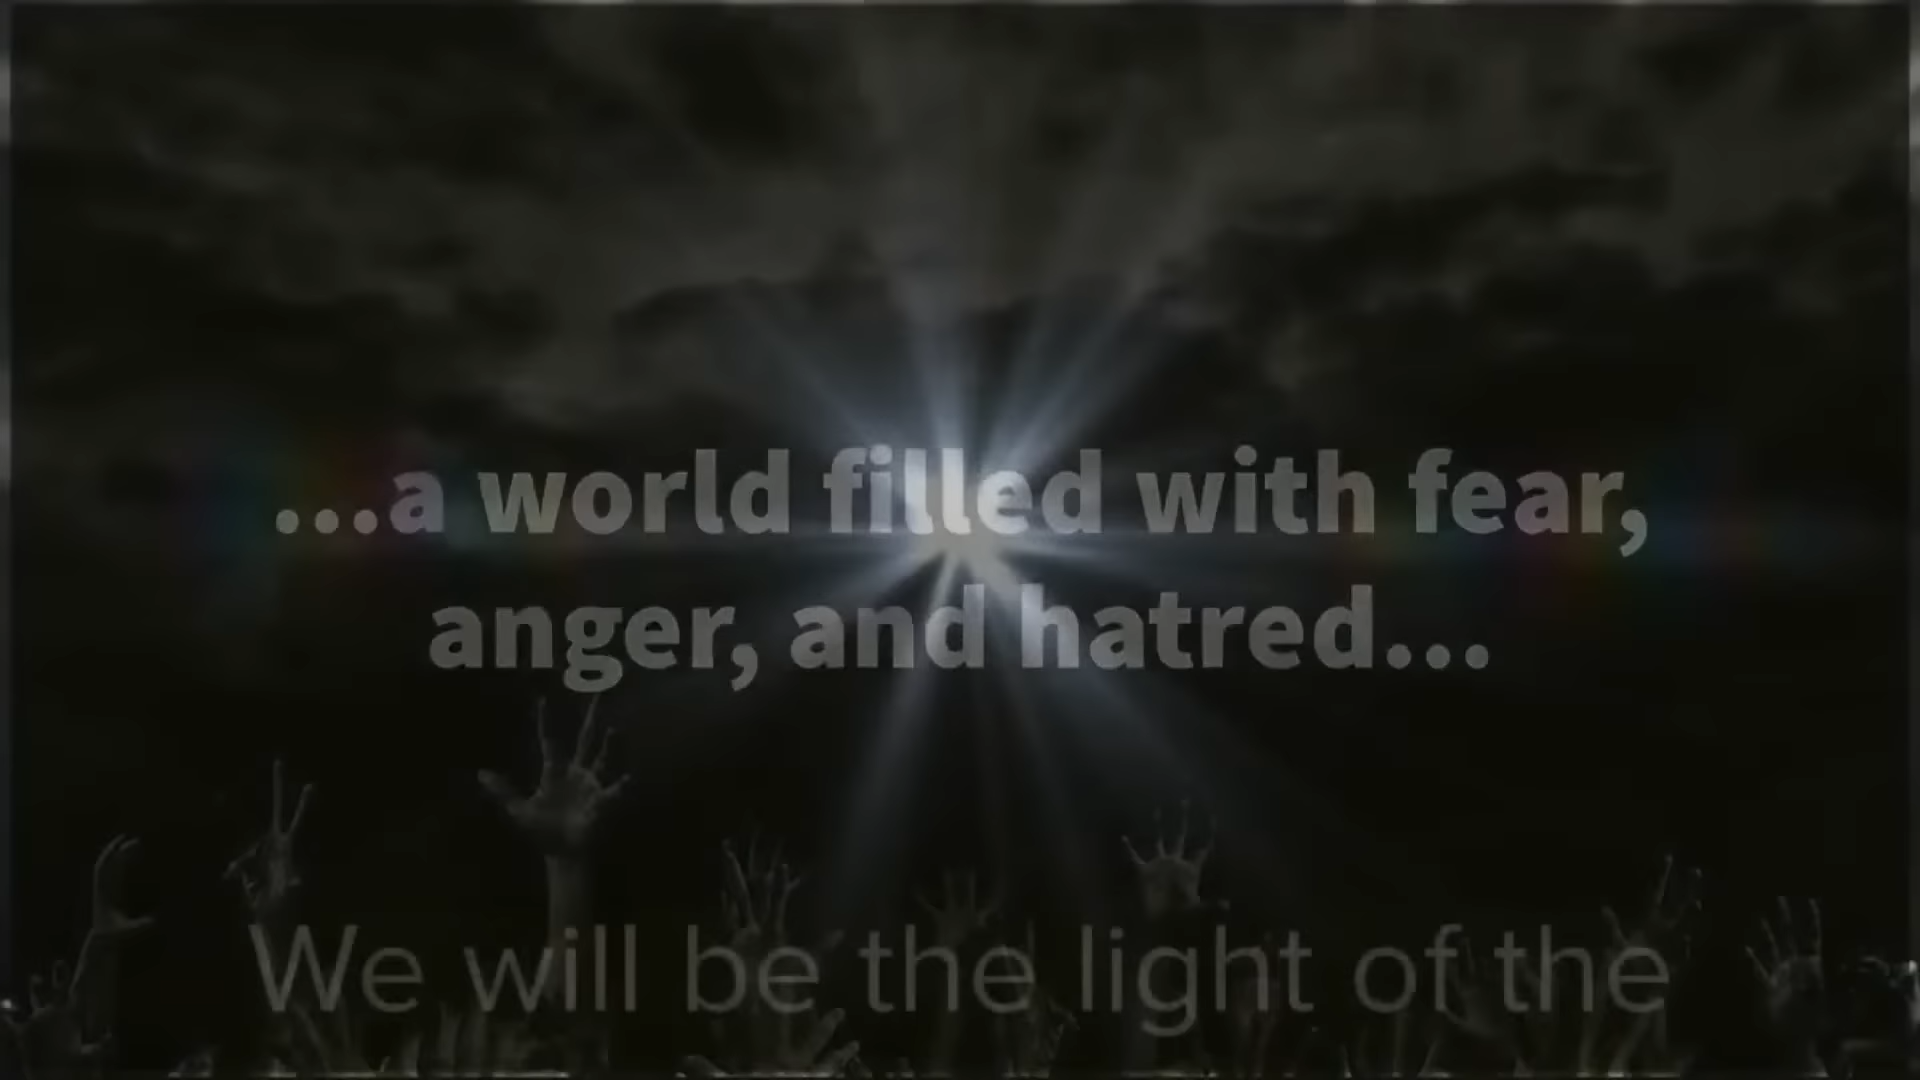 ...a world filled with fear,
anger, and hatred...
We will be the light of the